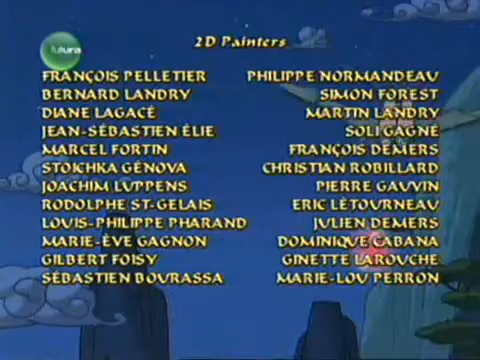 futura
2D Painters
FRANÇOIS PELLETIER PHILIPPE NORMANDEAU
BERNARD LANDRY SIMON FOREST
DIANE LAGACÉ MARTIN LANDRY
JEAN-SÉBASTIEN ÉLIE SOLI GAGNÉ
MARCEL FORTIN FRANÇOIS DEMERS
STOICHKA GÉNOVA CHRISTIAN ROBILLARD
JOACHIM LUPPENS PIERRE GAUVIN
RODOLPHE ST-GELAIS ERIC LÉTOURNEAU
LOUIS-PHILIPPE PHARAND JULIEN DEMERS
MARIE-ÈVE GAGNON DOMINIQUE CABANA
GILBERT FOISY GINETTE LAROUCHE
SÉBASTIEN BOURASSA MARIE-LOU PERRON